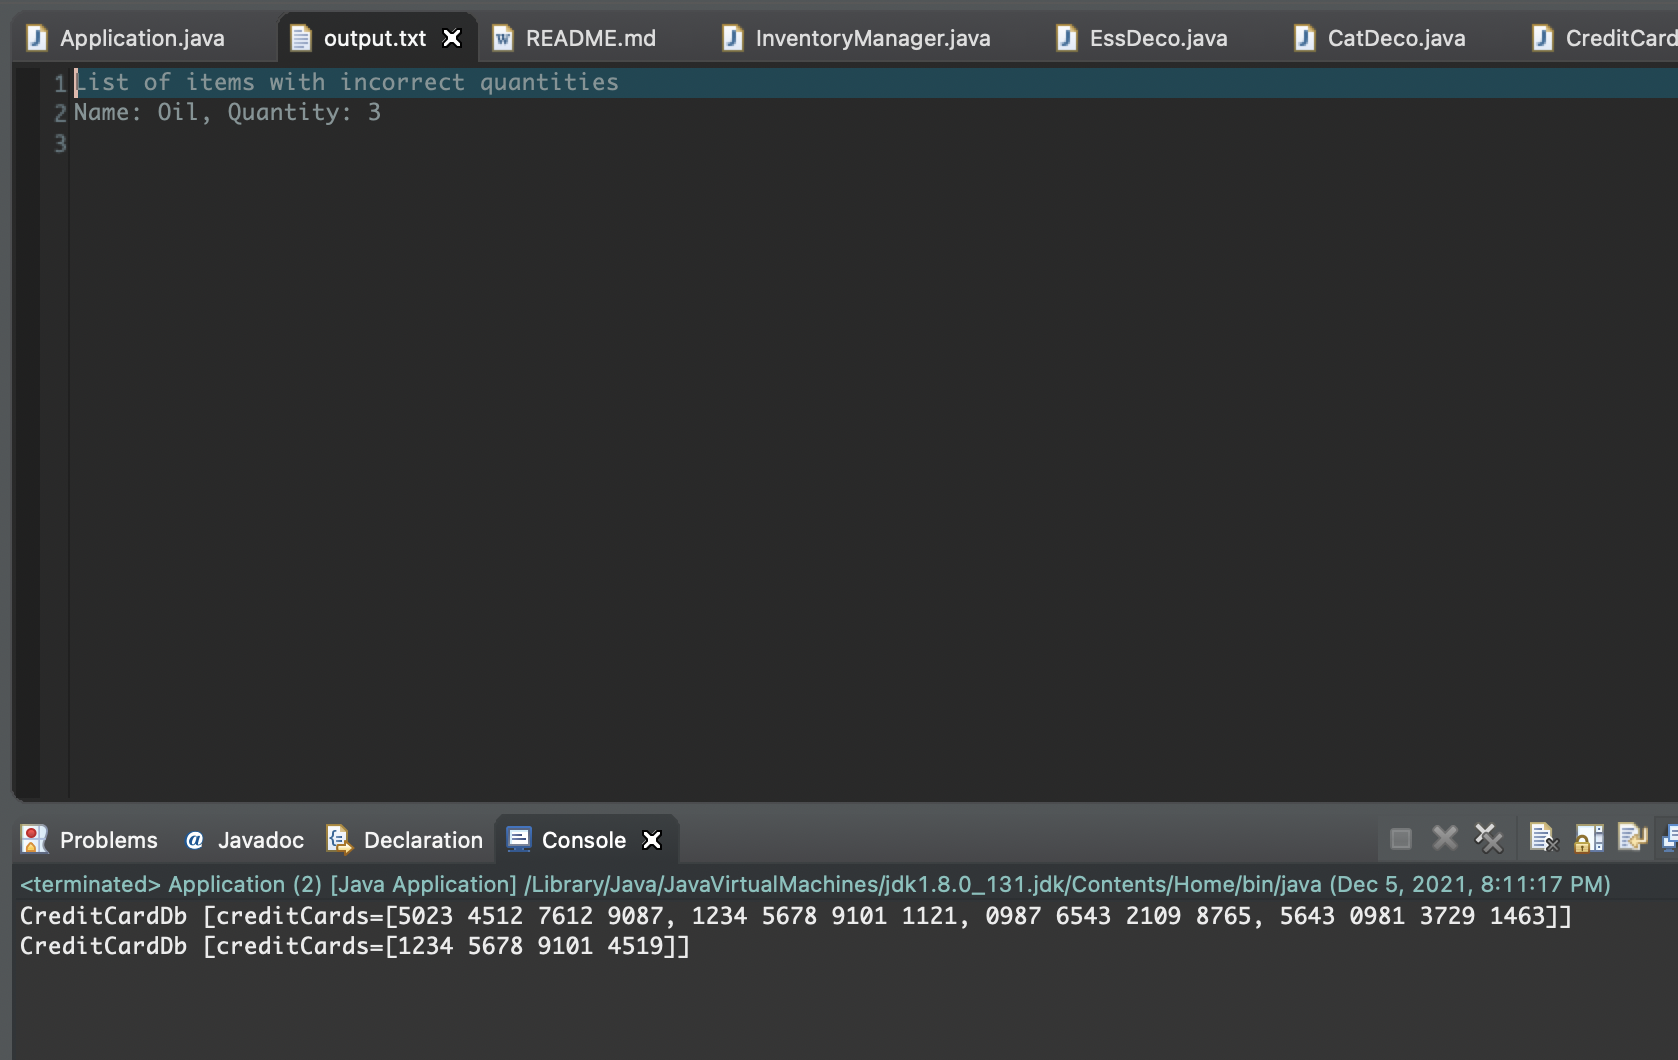 Application.java output.txt README.md InventoryManager.java EssDeco.java CatDeco.java CreditCard
1 List of items with incorrect quantities
2 Name: Oil, Quantity: 3
3
Problems @ Javadoc Declaration Console
<terminated> Application (2) [Java Application] /Library/Java/JavaVirtualMachines/jdk1.8.0_131.jdk/Contents/Home/bin/java (Dec 5, 2021, 8:11:17 PM)
CreditCardDb [creditCards=[5023 4512 7612 9087, 1234 5678 9101 1121, 0987 6543 2109 8765, 5643 0981 3729 1463]]
CreditCardDb [creditCards=[1234 5678 9101 4519]]